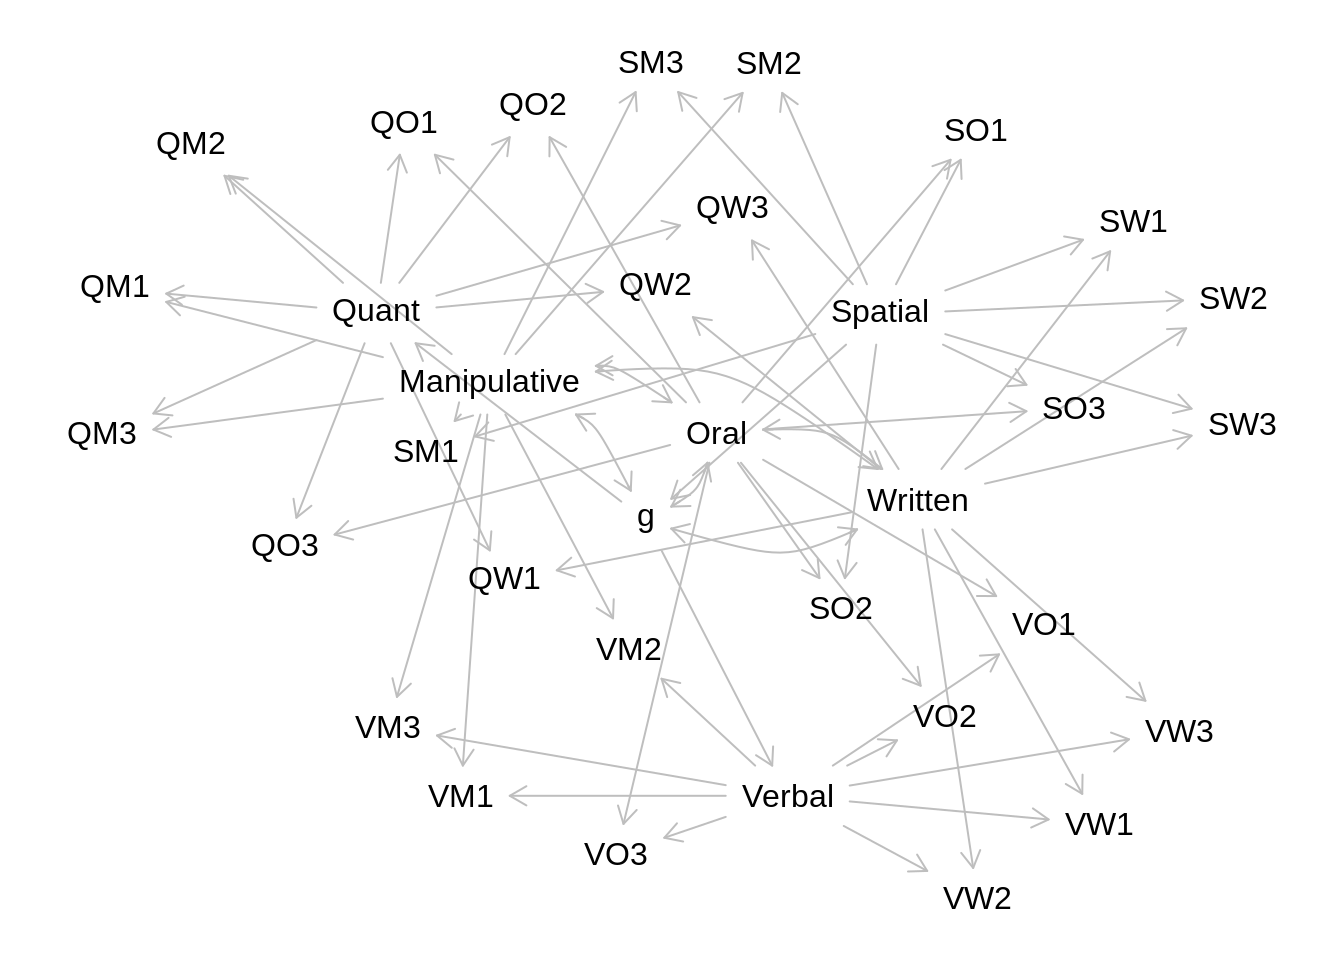 SM3
SM2
QO2
QO1
SO1
QM2
QW3
SW1
QM1
QW2
SW2
Quant
Spatial
Manipulative
SO3
SW3
QM3
Oral
SM1
Written
g
QO3
QW1
SO2
VO1
VM2
VO2
VM3
VW3
VM1
Verbal
VW1
VO3
VW2